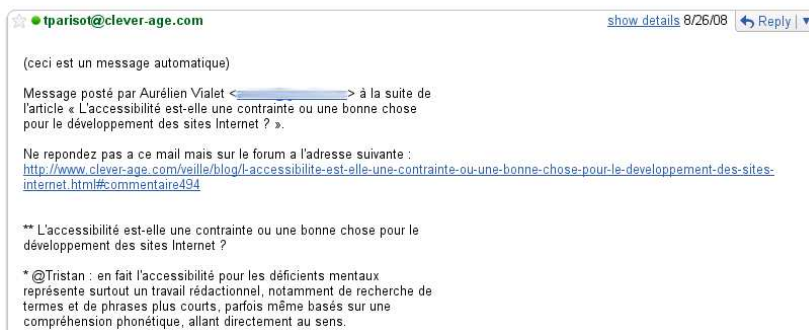 tparisot@clever-age.com show details 8/26/08 Reply
(ceci est un message automatique)
Message posté par Aurélien Vialet < > à la suite de
l'article « L'accessibilité est-elle une contrainte ou une bonne chose
pour le développement des sites Internet ? ».
Ne repondez pas a ce mail mais sur le forum a l'adresse suivante :
http://www.clever-age.com/veille/blog/l-accessibilite-est-elle-une-contrainte-ou-une-bonne-chose-pour-le-developpement-des-sites-
internet.html#commentaire494
** L'accessibilité est-elle une contrainte ou une bonne chose pour le
développement des sites Internet ?
* @Tristan : en fait l'accessibilité pour les déficients mentaux
représente surtout un travail rédactionnel, notamment de recherche de
termes et de phrases plus courts, parfois même basés sur une
compréhension phonétique, allant directement au sens.